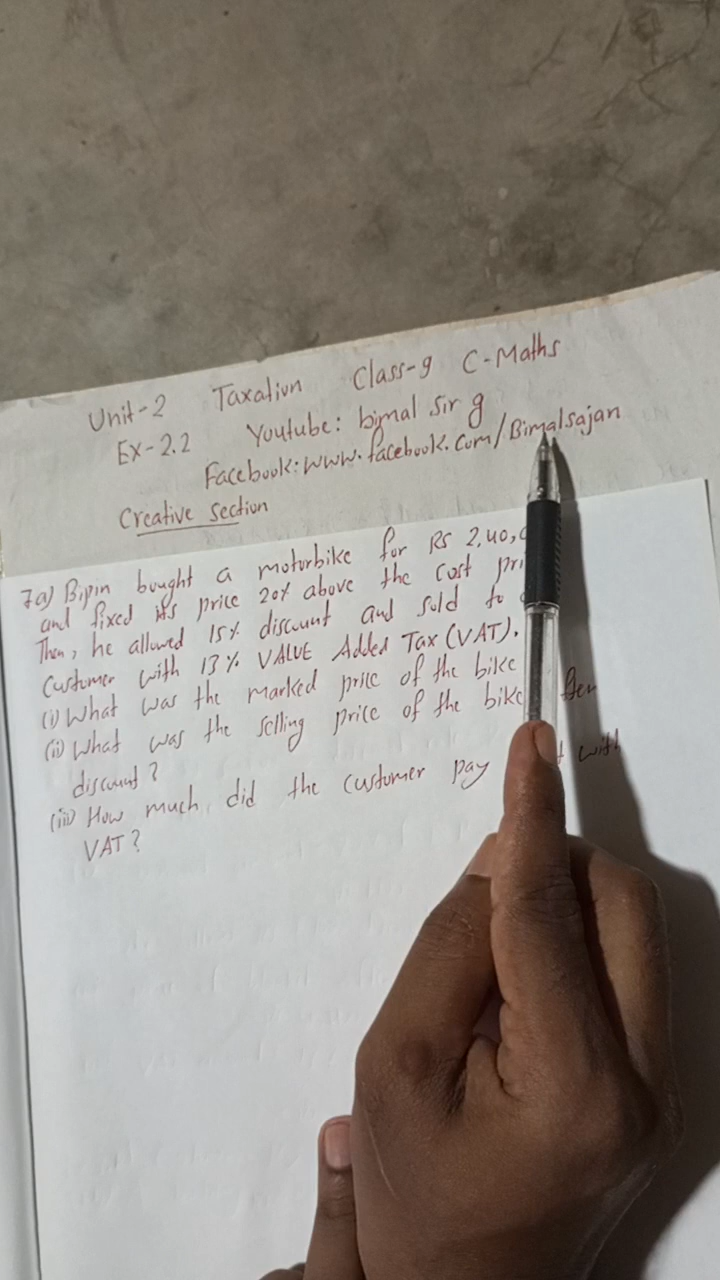 Unit-2 Taxation Class-9 C-Maths
Ex-2.2 Youtube: bimal sir g
Facebook: www.facebook.com/Bimalsajan
Creative section
7a) Bipin bought a motorbike for RS 2,40,
and fixed its price 20% above the cost pri
Then, he allowed 15% discount and sold to
Customer with 13% VALUE Added Tax (VAT).
(i) What was the marked price of the bike
(ii) What was the selling price of the bike
discount?
(iii) How much did the customer pay with
VAT?